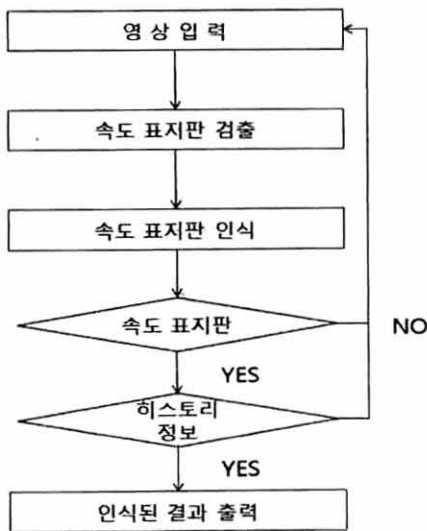 영상입력
속도 표지판 검출
속도 표지판 인식
속도 표지판
NO
YES
히스토리
정보
YES
인식된 결과 출력